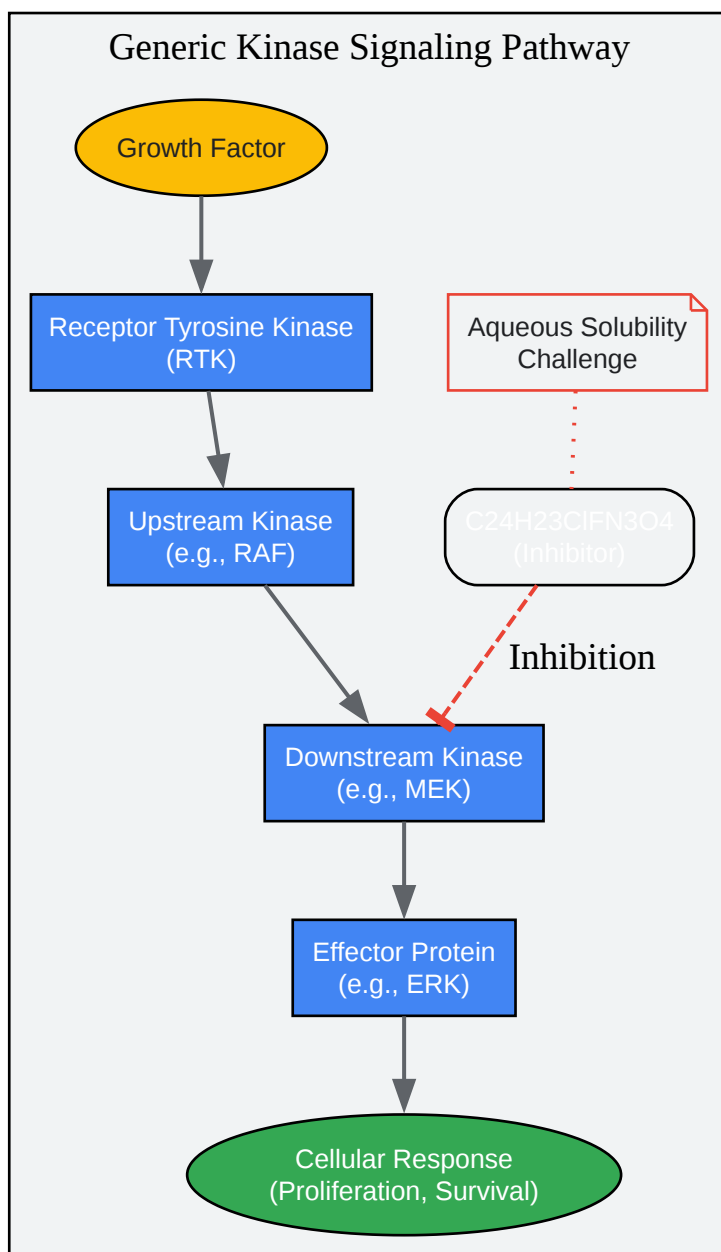 Generic Kinase Signaling Pathway
Growth Factor
Receptor Tyrosine Kinase
(RTK)
Aqueous Solubility
Challenge
Upstream Kinase
(e.g., RAF)
C24H23ClFN3O4
(Inhibitor)
Inhibition
Downstream Kinase
(e.g., MEK)
Effector Protein
(e.g., ERK)
Cellular Response
(Proliferation, Survival)